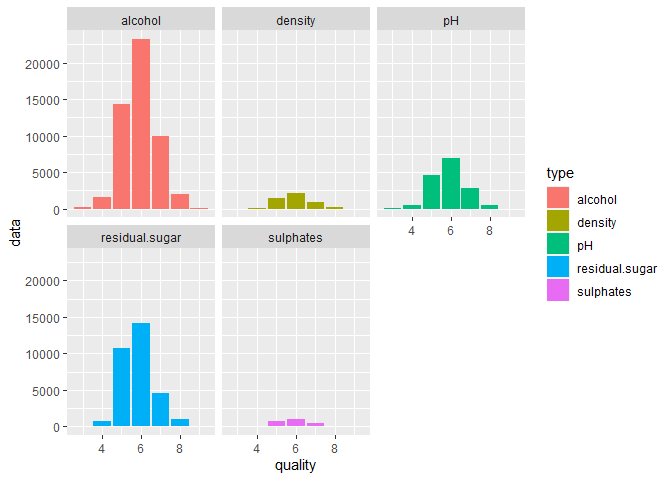 alcohol density pH
20000
15000
10000
5000
0
4 6 8
residual.sugar sulphates
20000
15000
10000
5000
0
4 6 8 4 6 8
quality
data
type
alcohol
density
pH
residual.sugar
sulphates